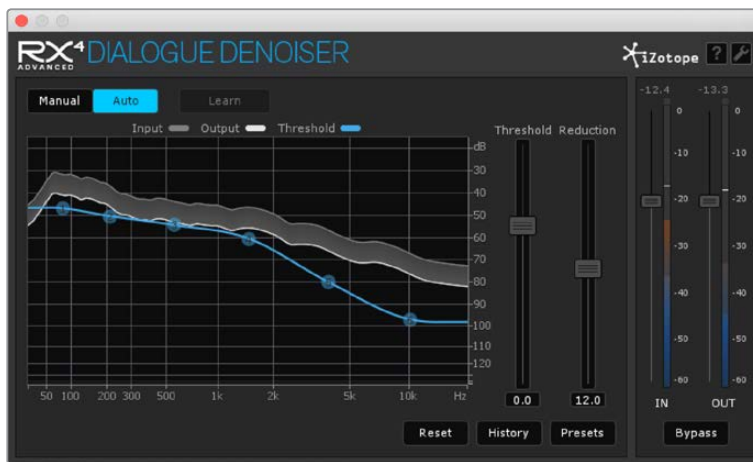 RX4 DIALOGUE DENOISER
ADVANCED
iZotope ?
Manual Auto Learn
Input Output Threshold
Threshold Reduction
dB
30
40
50
60
70
80
90
100
110
120
50 100 200 300 500 1k 2k 5k 10k Hz
0.0 12.0
Reset History Presets
-12.4 -13.3
0 0
-10 -10
-20 -20
-30 -30
-40 -40
-50 -50
-60 -60
IN OUT
Bypass